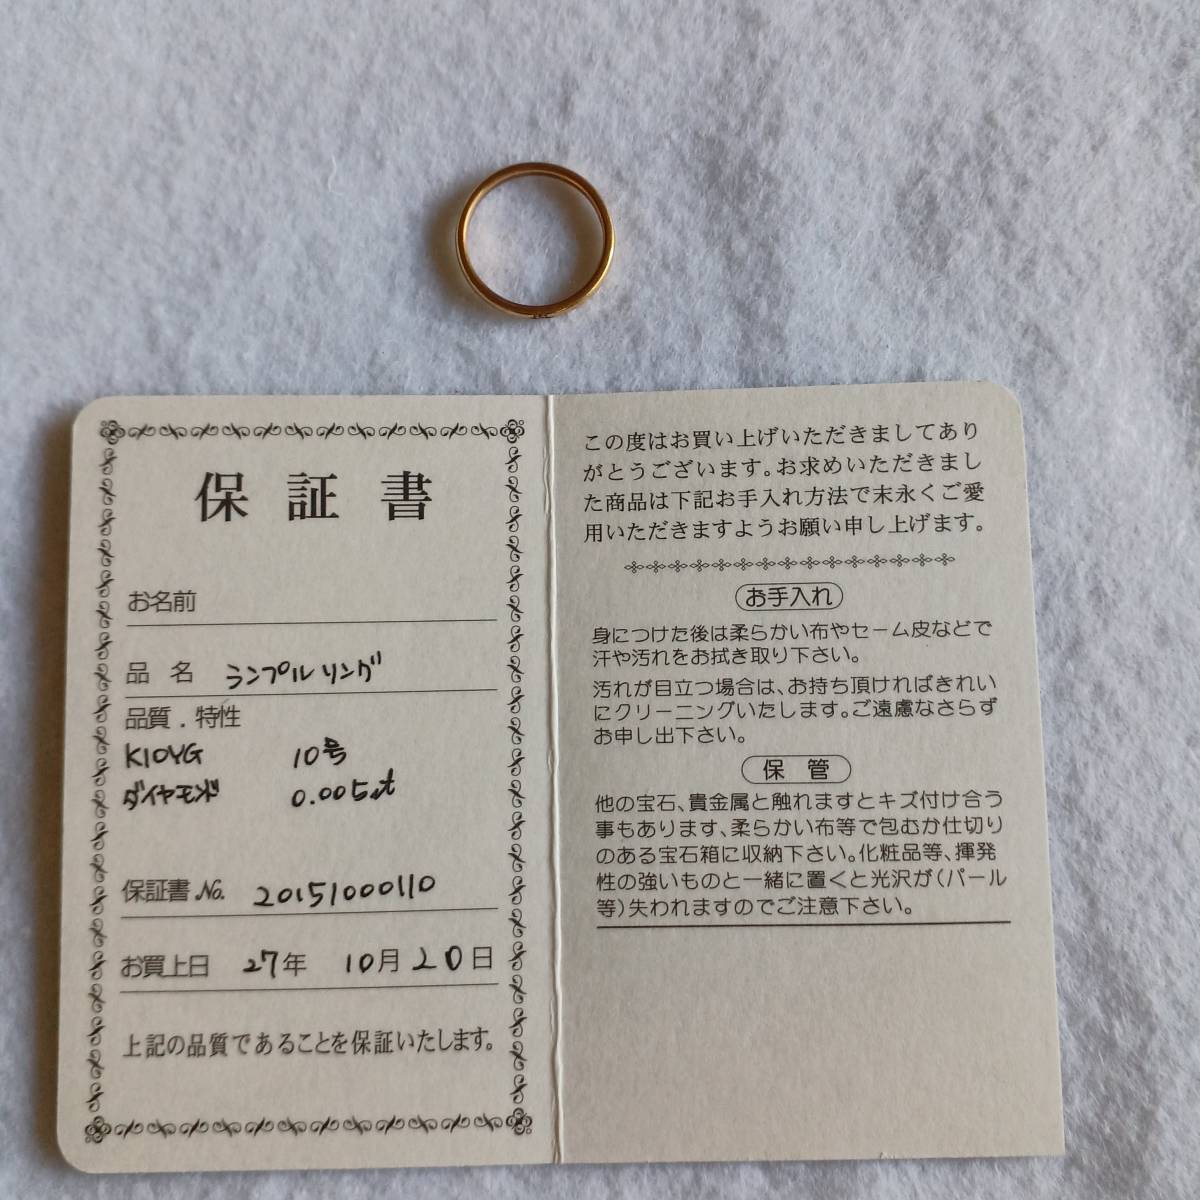 保証書
お名前
品名 ランプルリング
品質.特性
K10YG 10号
ダイヤモンド 0.005ct
保証書No. 20151000110
お買上日 27年 10月20日
上記の品質であることを保証いたします。
この度はお買い上げいただきましてあり
がとうございます。お求めいただきまし
た商品は下記お手入れ方法で末永くご愛
用いただきますようお願い申し上げます。
お手入れ
身につけた後は柔らかい布やセーム皮などで
汗や汚れをお拭き取り下さい。
汚れが目立つ場合は、お持ち頂ければきれい
にクリーニングいたします。ご遠慮なさらず
お申し出下さい。
保管
他の宝石、貴金属と触れますとキズ付け合う
事もあります、柔らかい布等で包むか仕切り
のある宝石箱に収納下さい。化粧品等、揮発
性の強いものと一緒に置くと光沢が(パール
等)失われますのでご注意下さい。